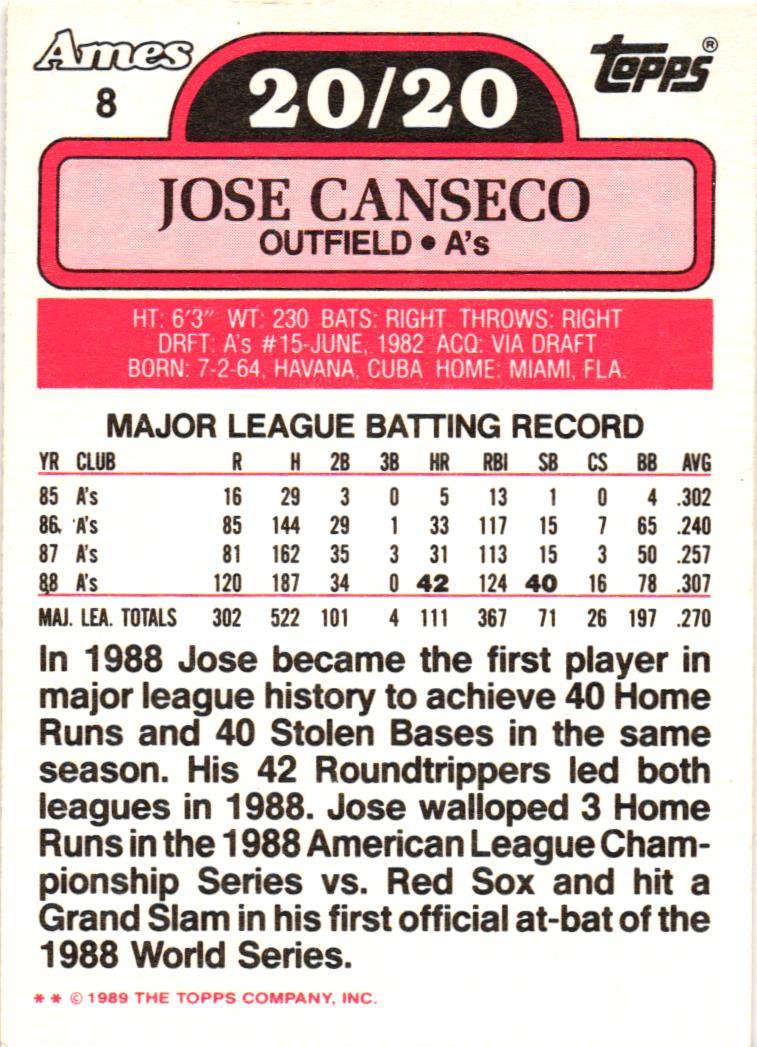 Ames
8
20/20
topps®
JOSE CANSECO
OUTFIELD • A's
HT: 6'3" WT: 230 BATS: RIGHT THROWS: RIGHT
DRFT: A's #15-JUNE, 1982 ACQ: VIA DRAFT
BORN: 7-2-64, HAVANA, CUBA HOME: MIAMI, FLA.
MAJOR LEAGUE BATTING RECORD
YR CLUB R H 2B 3B HR RBI SB CS BB AVG
85 A's 16 29 3 0 5 13 1 0 4 .302
86 A's 85 144 29 1 33 117 15 7 65 .240
87 A's 81 162 35 3 31 113 15 3 50 .257
88 A's 120 187 34 0 42 124 40 16 78 .307
MAJ. LEA. TOTALS 302 522 101 4 111 367 71 26 197 .270
In 1988 Jose became the first player in
major league history to achieve 40 Home
Runs and 40 Stolen Bases in the same
season. His 42 Roundtrippers led both
leagues in 1988. Jose walloped 3 Home
Runs in the 1988 American League Cham-
pionship Series vs. Red Sox and hit a
Grand Slam in his first official at-bat of the
1988 World Series.
* * © 1989 THE TOPPS COMPANY, INC.